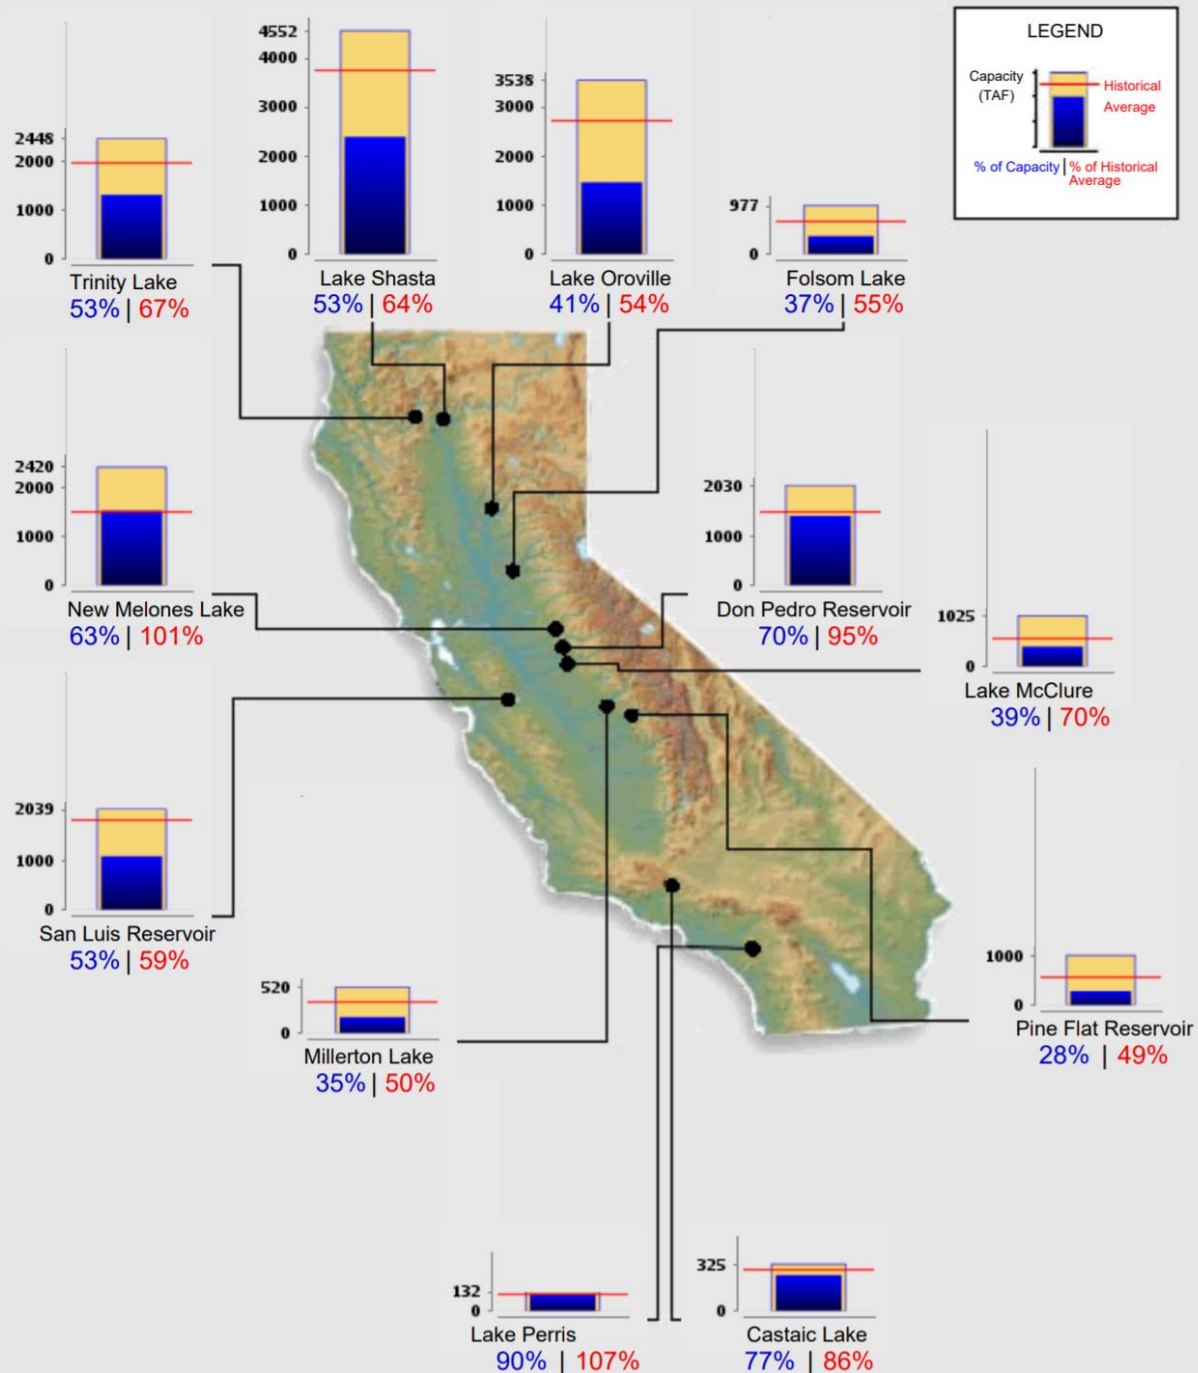 4552
4000
3000
2000
1000
0
Lake Shasta
53% | 64%
3538
3000
2000
1000
0
Lake Oroville
41% | 54%
LEGEND
Capacity
(TAF)
Historical
Average
% of Capacity | % of Historical
Average
2448
2000
1000
0
Trinity Lake
53% | 67%
977
0
Folsom Lake
37% | 55%
2420
2000
1000
0
New Melones Lake
63% | 101%
2030
1000
0
Don Pedro Reservoir
70% | 95%
1025
0
Lake McClure
39% | 70%
2039
1000
0
San Luis Reservoir
53% | 59%
520
0
Millerton Lake
35% | 50%
1000
0
Pine Flat Reservoir
28% | 49%
132
0
Lake Perris
90% | 107%
325
0
Castaic Lake
77% | 86%